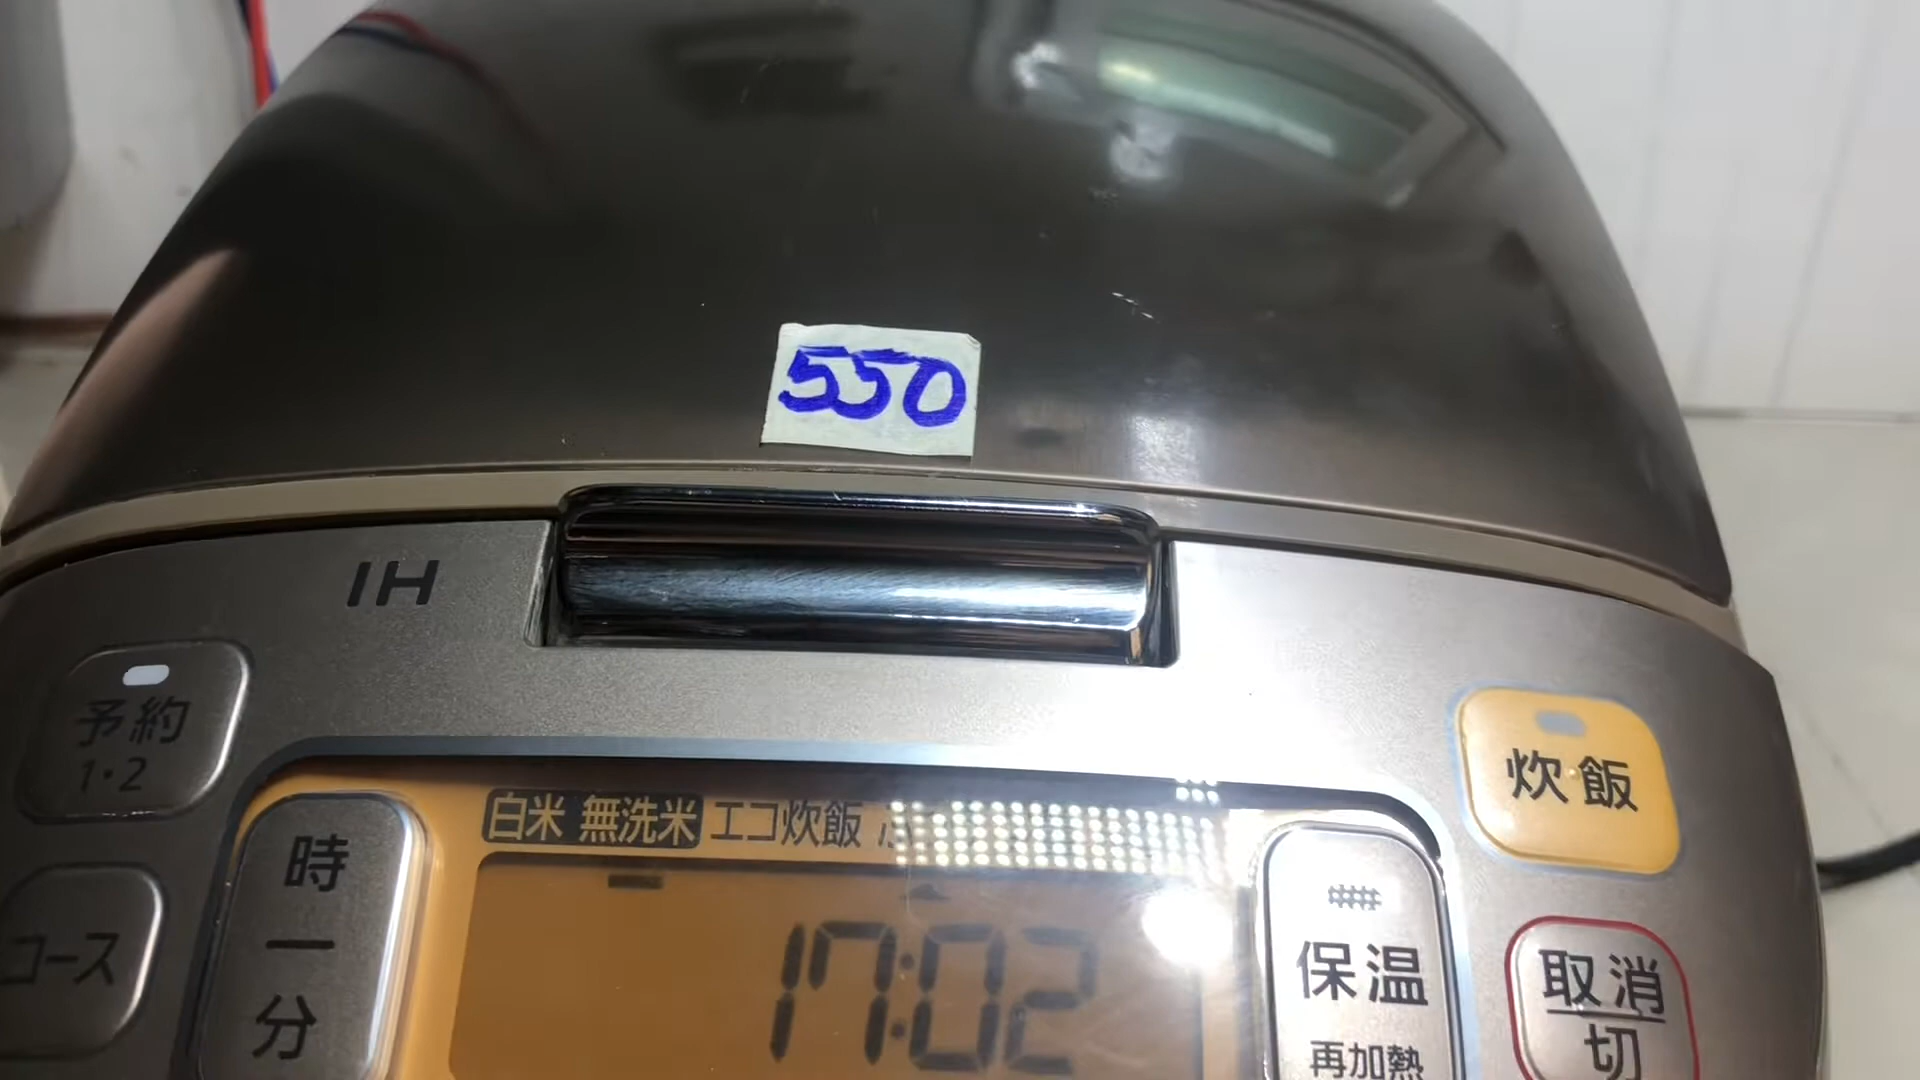 550
IH
予約
1・2
炊飯
白米 無洗米 エコ炊飯
時
分
17:02
コース
保温
再加熱
取消
切